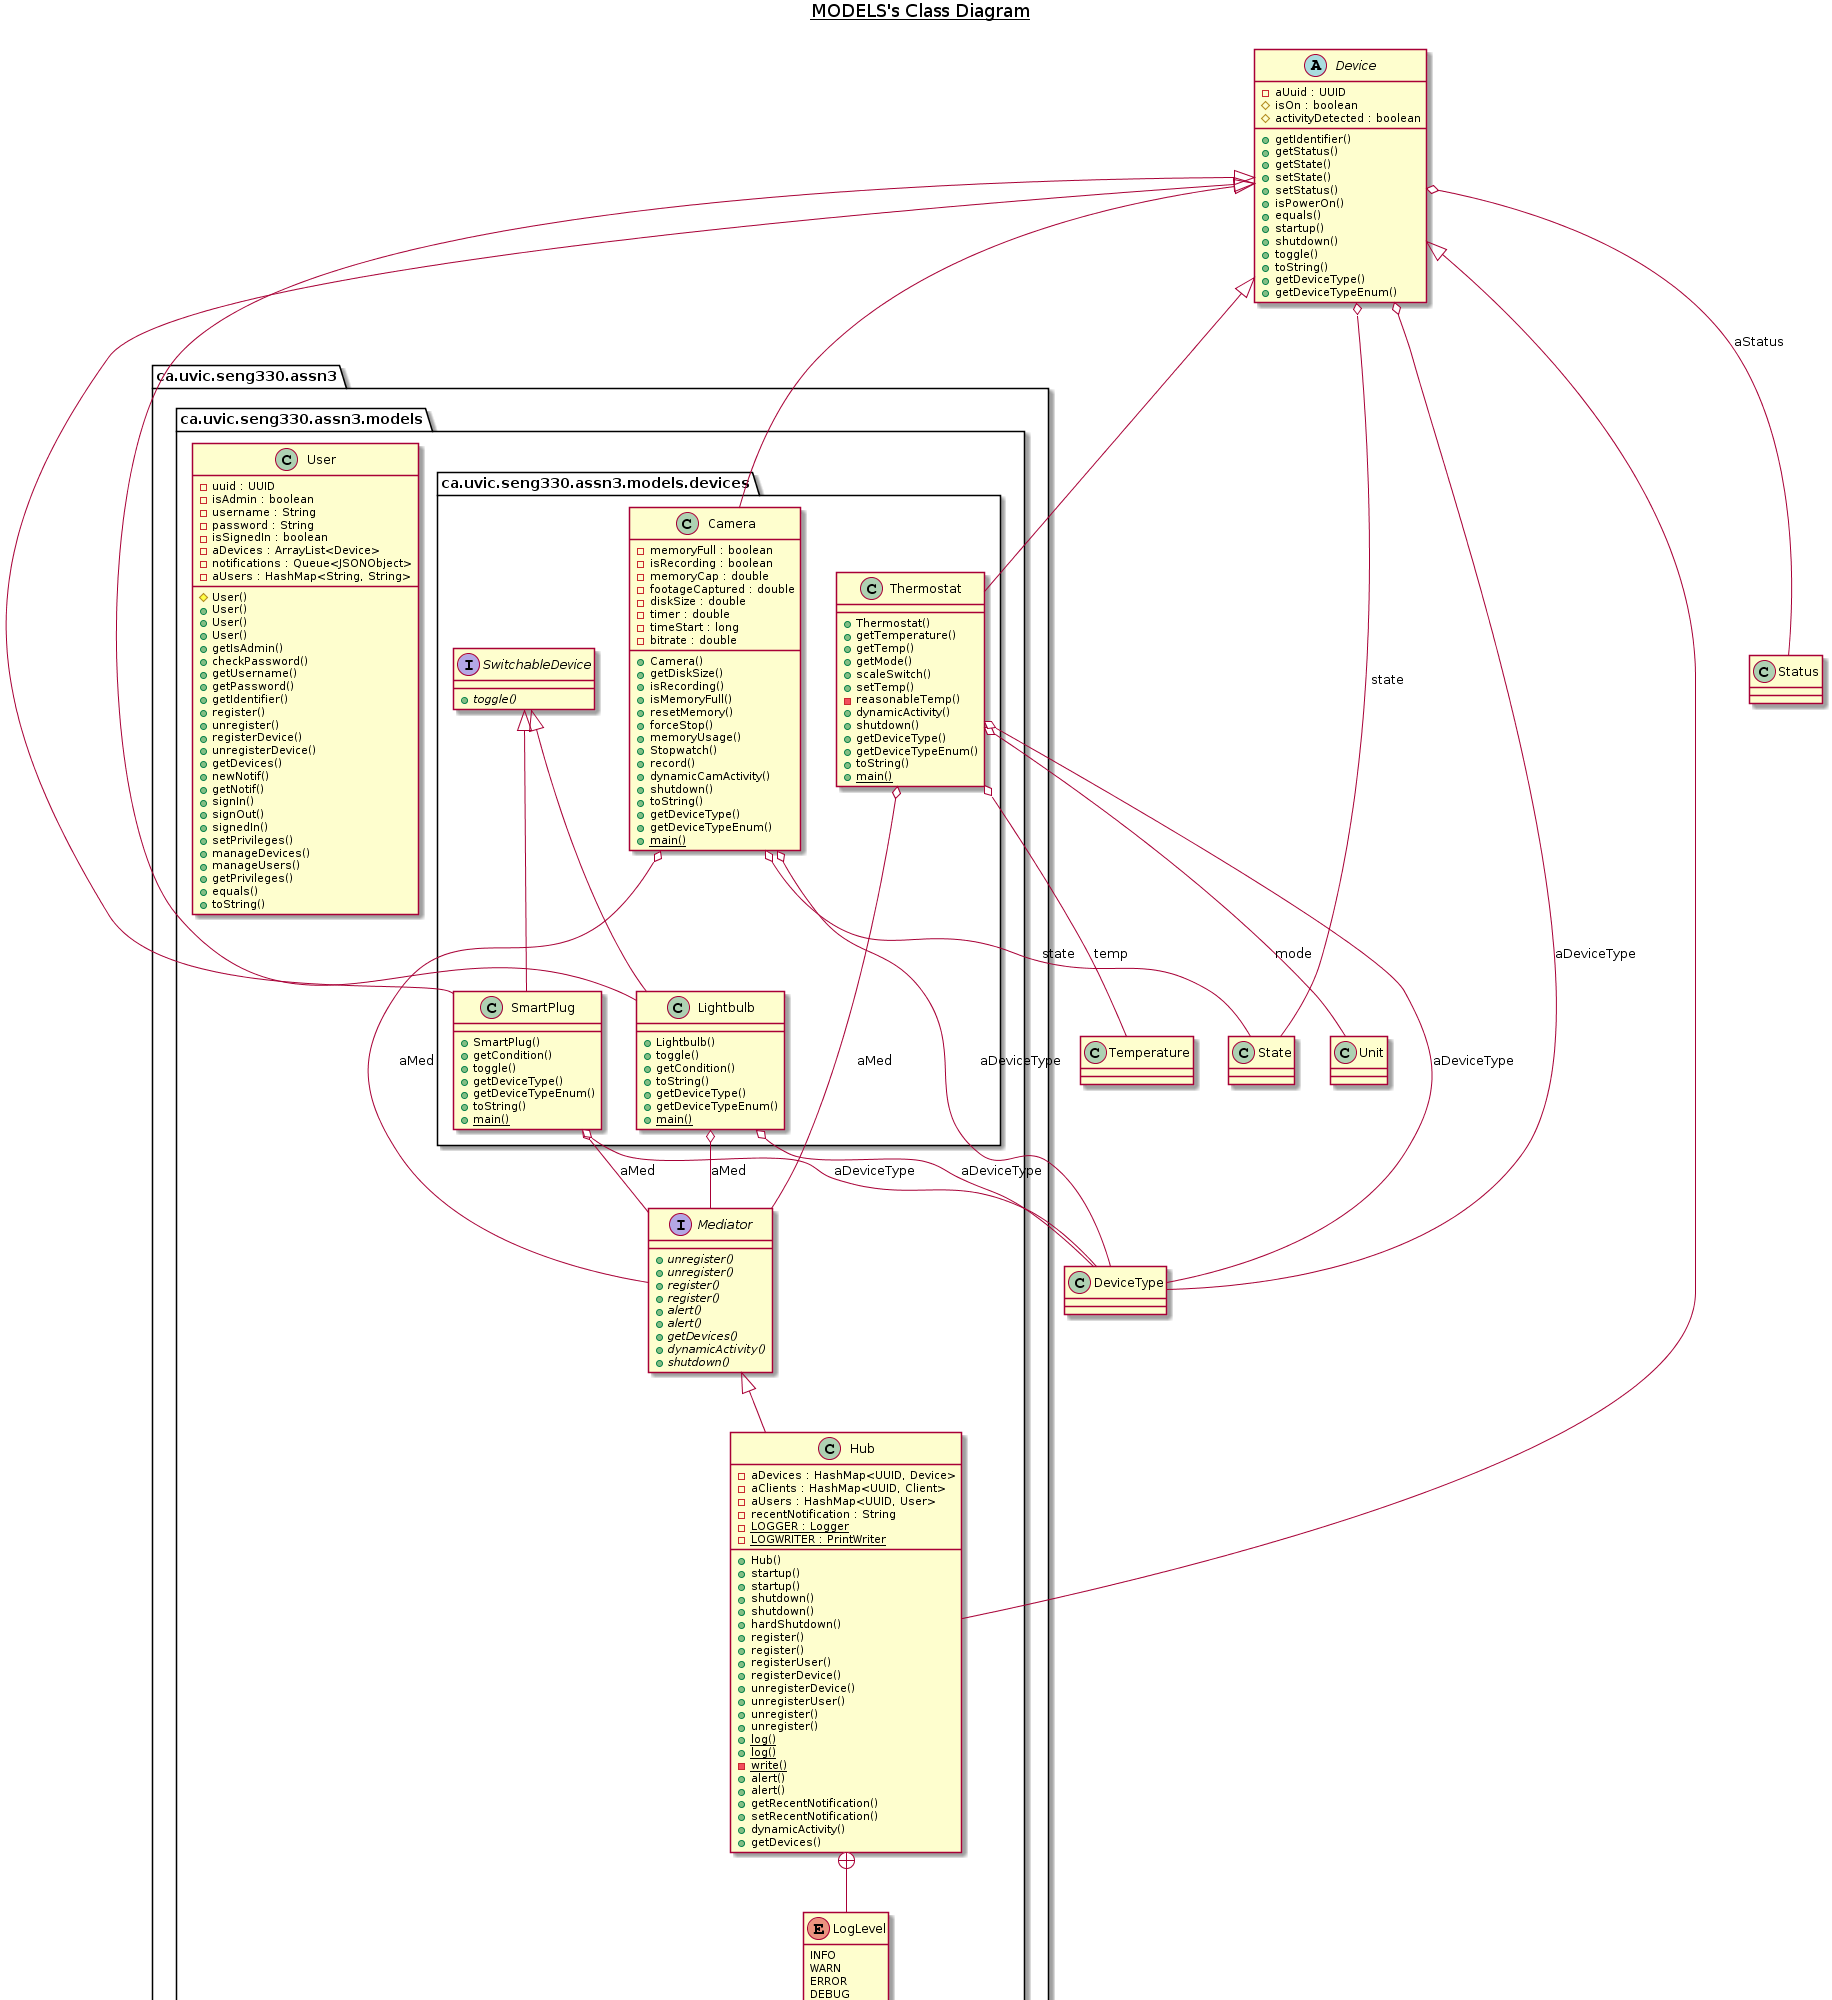 MODELS's Class Diagram
A Device
aUuid : UUID
isOn : boolean
activityDetected : boolean
getIdentifier()
getStatus()
getState()
setState()
setStatus()
isPowerOn()
equals()
startup()
shutdown()
toggle()
toString()
getDeviceType()
getDeviceTypeEnum()
aStatus
ca.uvic.seng330.assn3
ca.uvic.seng330.assn3.models
C User
uuid : UUID
isAdmin : boolean
username : String
password : String
isSignedIn : boolean
aDevices : ArrayList<Device>
notifications : Queue<JSONObject>
aUsers : HashMap<String, String>
User()
User()
User()
User()
getIsAdmin()
checkPassword()
getUsername()
getPassword()
getIdentifier()
register()
unregister()
registerDevice()
unregisterDevice()
getDevices()
newNotif()
getNotif()
signIn()
signOut()
signedIn()
setPrivileges()
manageDevices()
manageUsers()
getPrivileges()
equals()
toString()
ca.uvic.seng330.assn3.models.devices
I SwitchableDevice
toggle()
C Camera
memoryFull : boolean
isRecording : boolean
memoryCap : double
footageCaptured : double
diskSize : double
timer : double
timeStart : long
bitrate : double
Camera()
getDiskSize()
isRecording()
isMemoryFull()
resetMemory()
forceStop()
memoryUsage()
Stopwatch()
record()
dynamicCamActivity()
shutdown()
toString()
getDeviceType()
getDeviceTypeEnum()
main()
C Thermostat
Thermostat()
getTemperature()
getTemp()
getMode()
scaleSwitch()
setTemp()
reasonableTemp()
dynamicActivity()
shutdown()
getDeviceType()
getDeviceTypeEnum()
toString()
main()
state
C Status
state
temp
mode
aDeviceType
C SmartPlug
SmartPlug()
getCondition()
toggle()
getDeviceType()
getDeviceTypeEnum()
toString()
main()
C Lightbulb
Lightbulb()
toggle()
getCondition()
toString()
getDeviceType()
getDeviceTypeEnum()
main()
C Temperature
C State
C Unit
aMed
aMed
aDeviceType
aDeviceType
aMed
aMed
aDeviceType
aDeviceType
I Mediator
unregister()
unregister()
register()
register()
alert()
alert()
getDevices()
dynamicActivity()
shutdown()
C DeviceType
C Hub
aDevices : HashMap<UUID, Device>
aClients : HashMap<UUID, Client>
aUsers : HashMap<UUID, User>
recentNotification : String
LOGGER : Logger
LOGWRITER : PrintWriter
Hub()
startup()
startup()
shutdown()
shutdown()
hardShutdown()
register()
register()
registerUser()
registerDevice()
unregisterDevice()
unregisterUser()
unregister()
unregister()
log()
log()
write()
alert()
alert()
getRecentNotification()
setRecentNotification()
dynamicActivity()
getDevices()
E LogLevel
INFO
WARN
ERROR
DEBUG